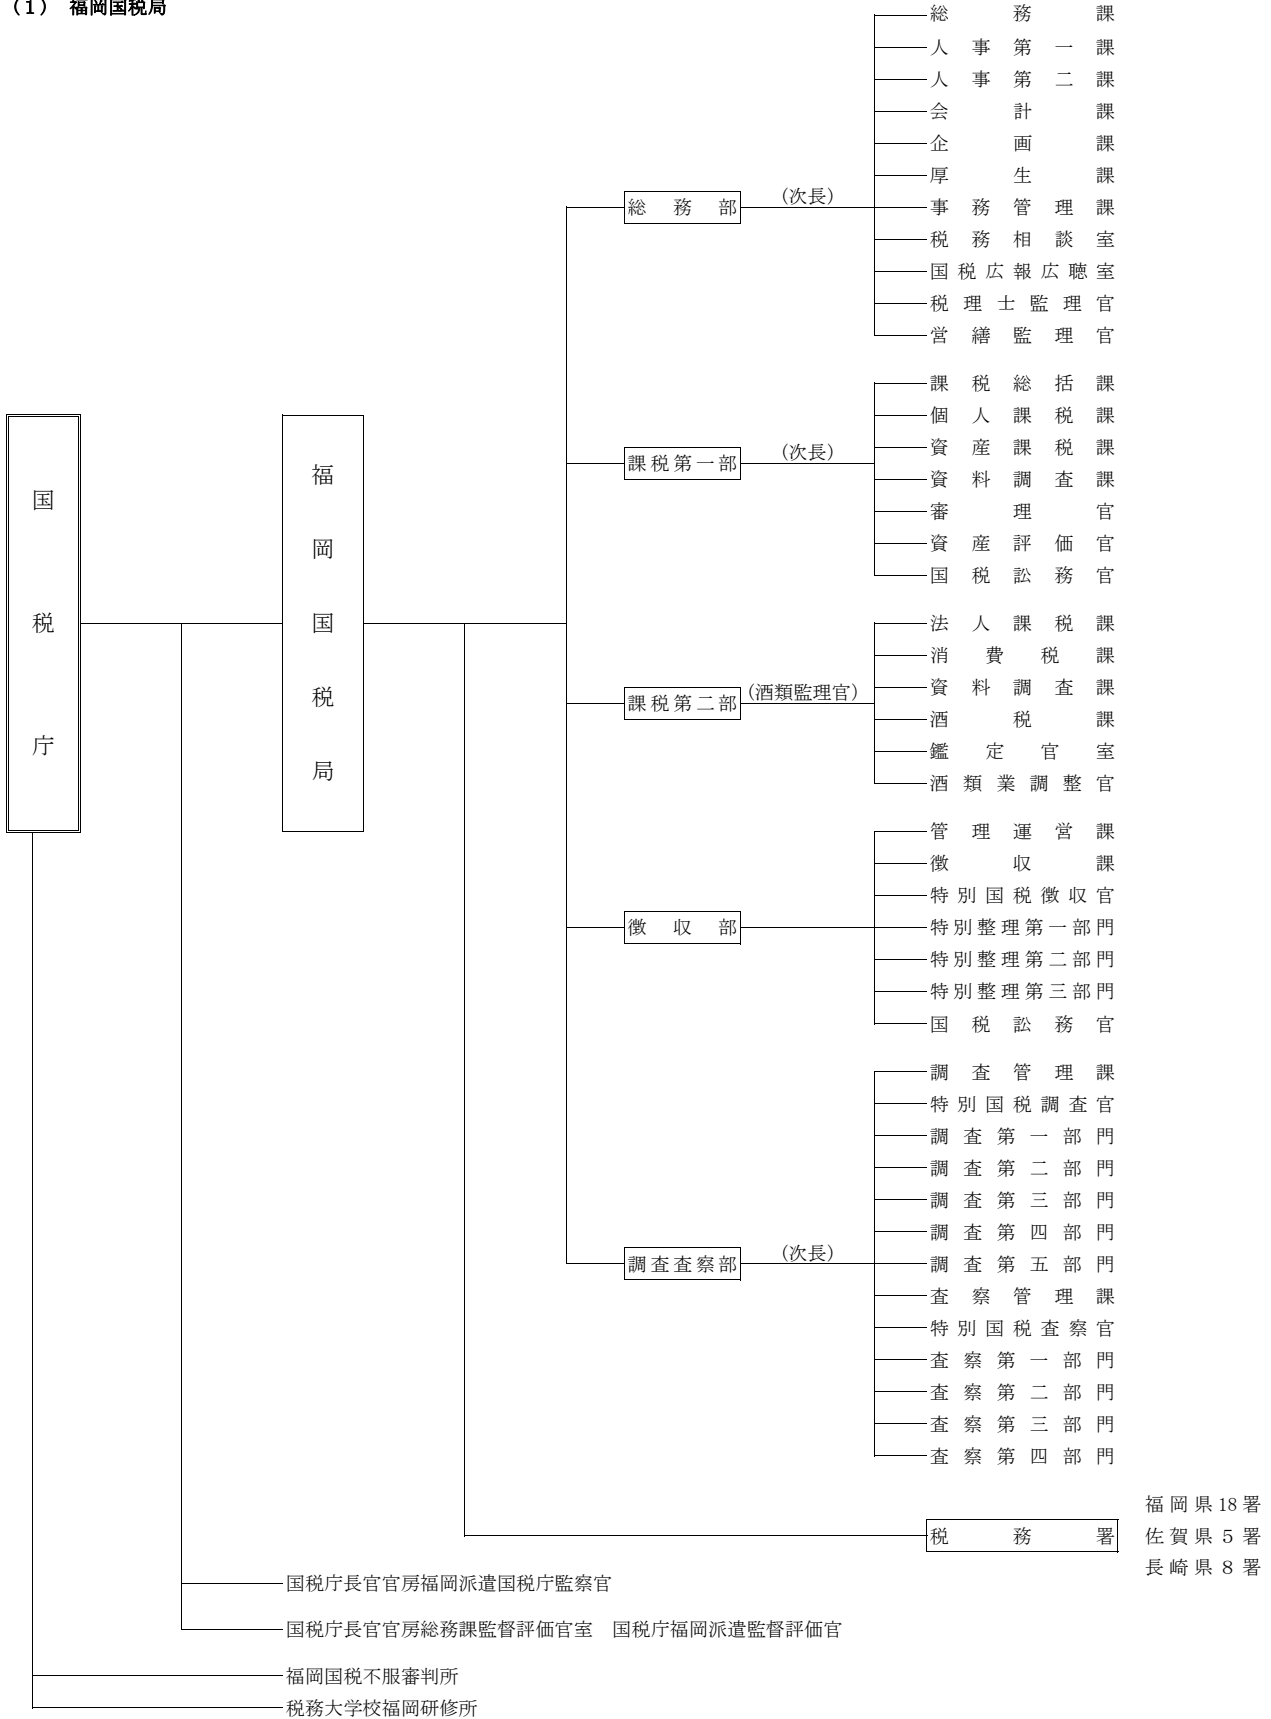 （１） 福岡国税局
国税庁
福岡国税局
総務部
(次長)
総務課
人事第一課
人事第二課
会計課
企画課
厚生課
事務管理課
税務相談室
国税広報広聴室
税理士監理官
営繕監理官
課税第一部
(次長)
課税総括課
個人課税課
資産課税課
資料調査課
審理官
資産評価官
国税訟務官
課税第二部
(酒類監理官)
法人課税課
消費税課
資料調査課
酒税課
鑑定官室
酒類業調整官
徴収部
管理運営課
徴収課
特別国税徴収官
特別整理第一部門
特別整理第二部門
特別整理第三部門
国税訟務官
調査査察部
(次長)
調査管理課
特別国税調査官
調査第一部門
調査第二部門
調査第三部門
調査第四部門
調査第五部門
査察管理課
特別国税査察官
査察第一部門
査察第二部門
査察第三部門
査察第四部門
税務署
福岡県18署
佐賀県５署
長崎県８署
国税庁長官官房福岡派遣国税庁監察官
国税庁長官官房総務課監督評価官室　国税庁福岡派遣監督評価官
福岡国税不服審判所
税務大学校福岡研修所